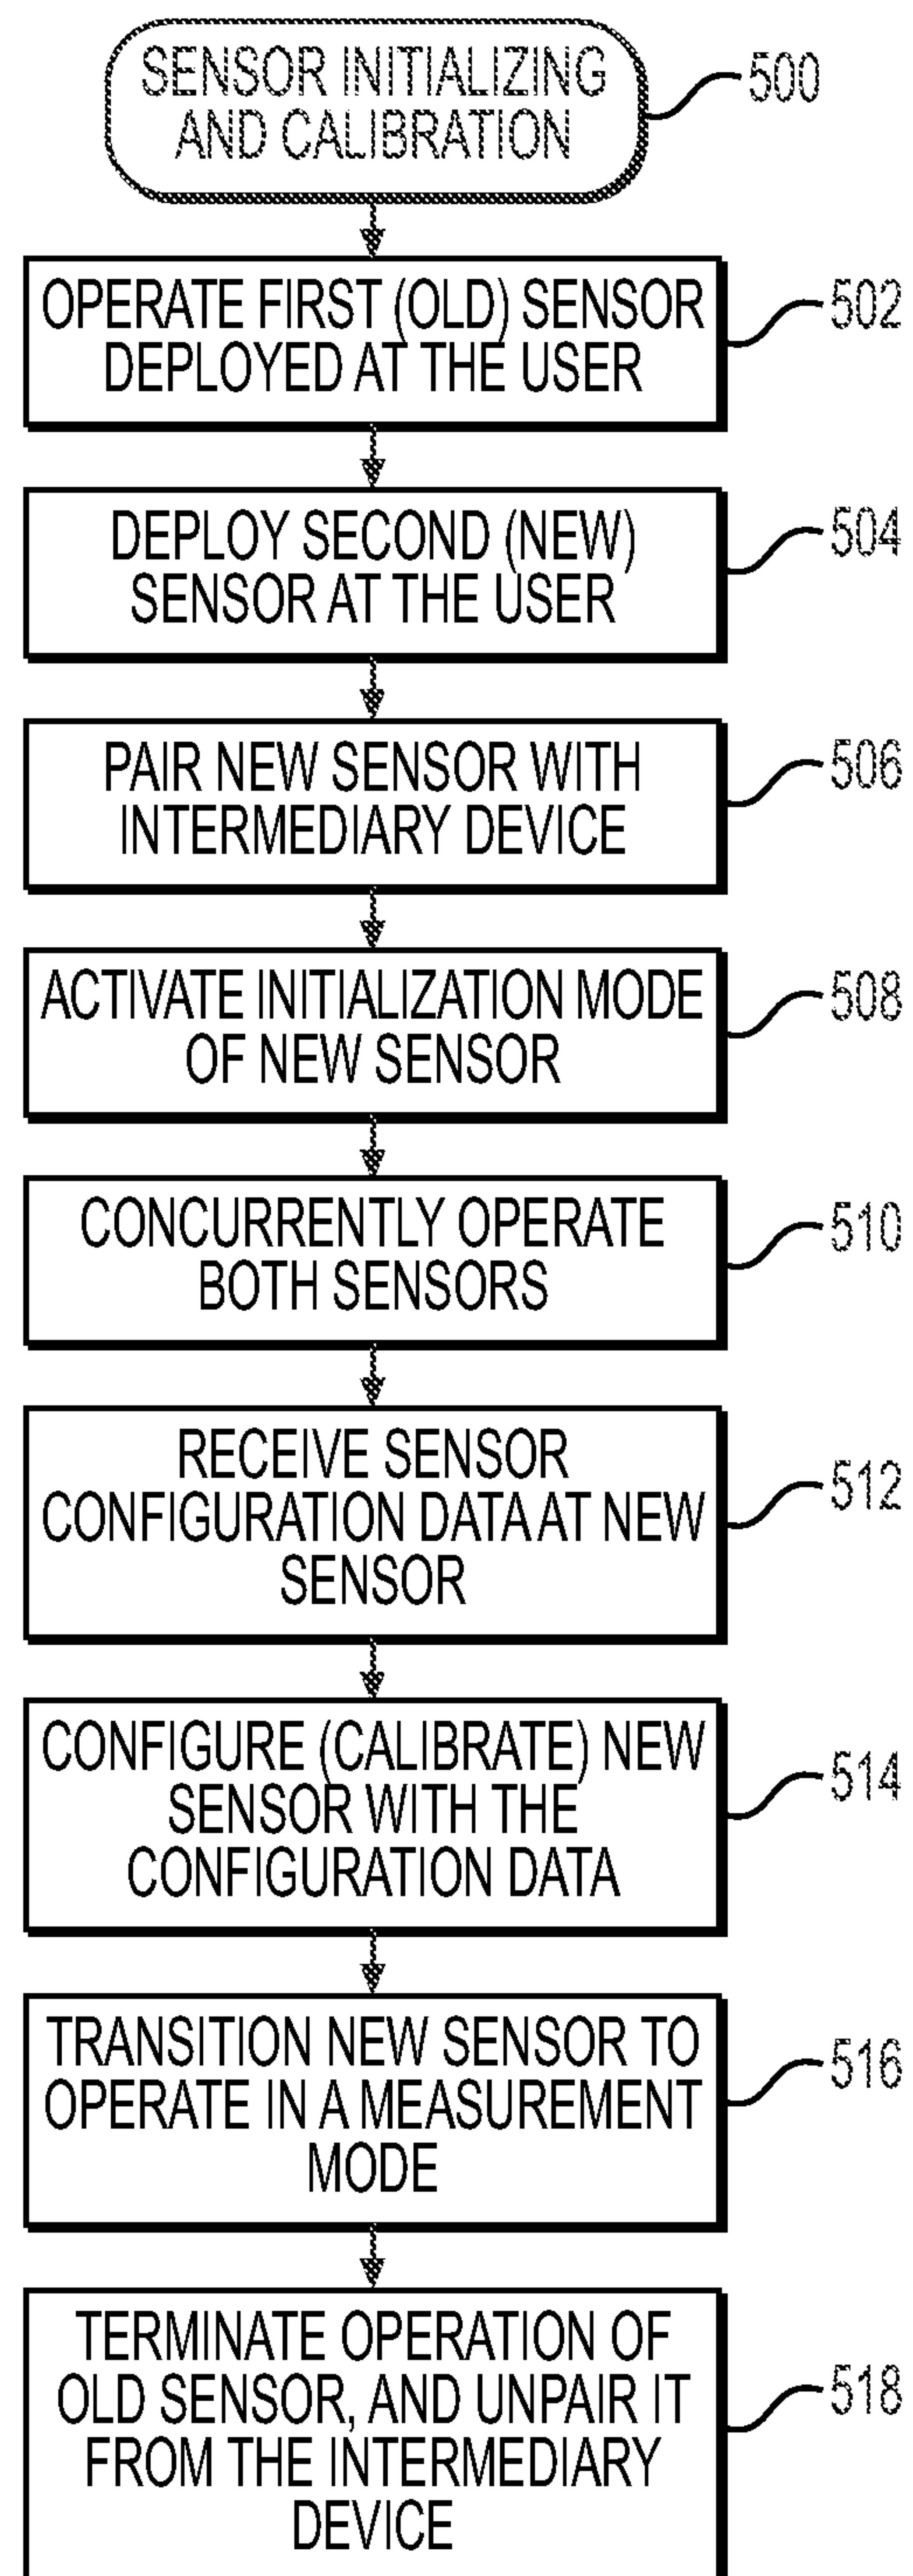 SENSOR INITIALIZING
AND CALIBRATION
500
OPERATE FIRST (OLD) SENSOR
DEPLOYED AT THE USER
502
DEPLOY SECOND (NEW)
SENSOR AT THE USER
504
PAIR NEW SENSOR WITH
INTERMEDIARY DEVICE
506
ACTIVATE INITIALIZATION MODE
OF NEW SENSOR
508
CONCURRENTLY OPERATE
BOTH SENSORS
510
RECEIVE SENSOR
CONFIGURATION DATA AT NEW
SENSOR
512
CONFIGURE (CALIBRATE) NEW
SENSOR WITH THE
CONFIGURATION DATA
514
TRANSITION NEW SENSOR TO
OPERATE IN A MEASUREMENT
MODE
516
TERMINATE OPERATION OF
OLD SENSOR, AND UNPAIR IT
FROM THE INTERMEDIARY
DEVICE
518